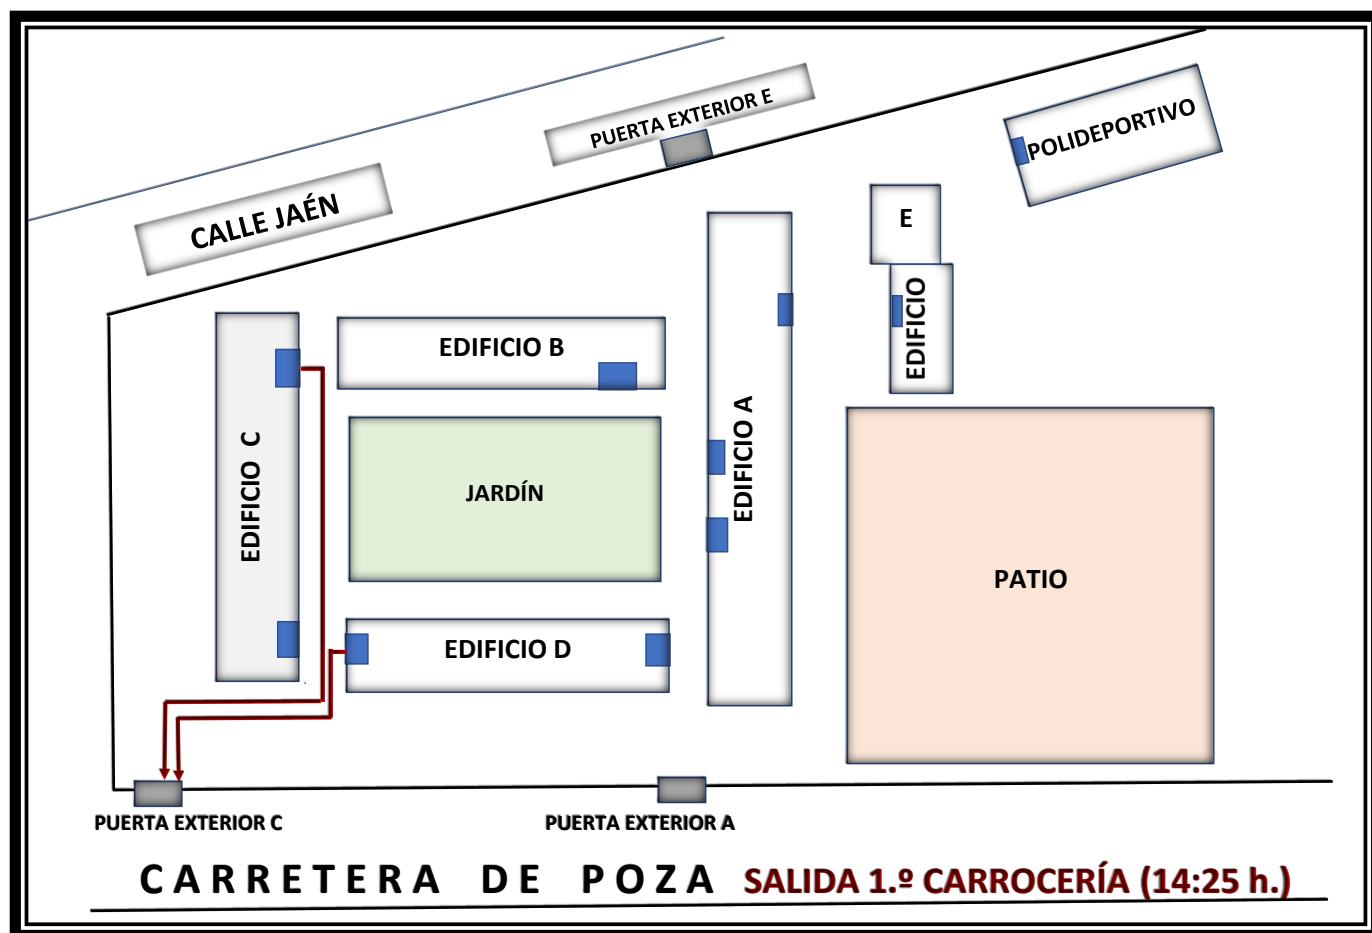 PUERTA EXTERIOR E
POLIDEPORTIVO
CALLE JAÉN
E
EDIFICIO
EDIFICIO B
EDIFICIO A
EDIFICIO C
JARDÍN
PATIO
EDIFICIO D
PUERTA EXTERIOR C
PUERTA EXTERIOR A
CARRETERA DE POZA SALIDA 1.º CARROCERÍA (14:25 h.)